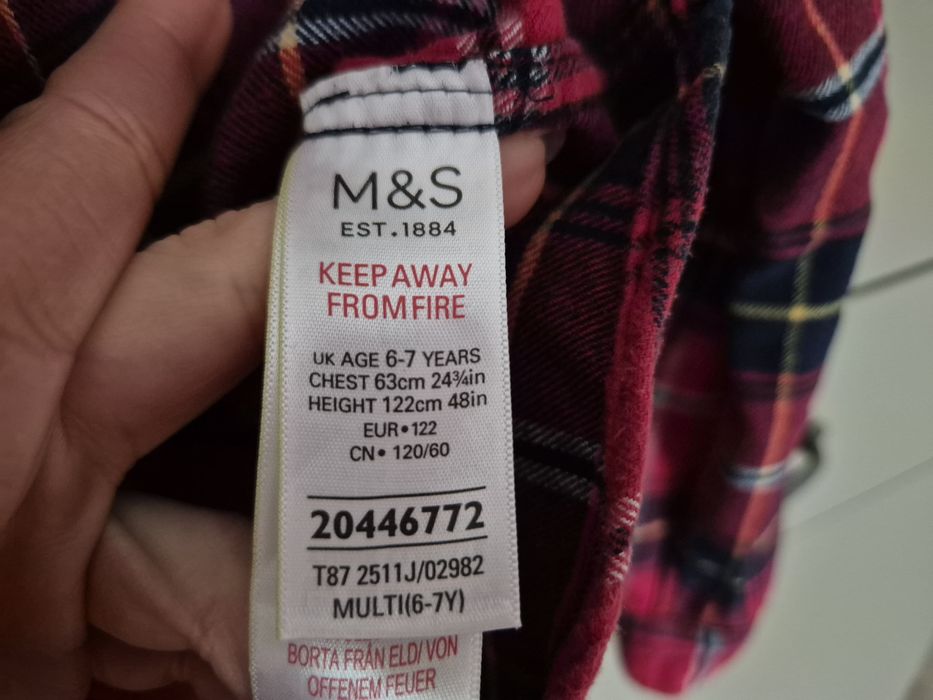 M&S
EST.1884
KEEP AWAY
FROM FIRE
UK AGE 6-7 YEARS
CHEST 63cm 24¾in
HEIGHT 122cm 48in
EUR•122
CN• 120/60
20446772
T87 2511J/02982
MULTI(6-7Y)
BORTA FRÅN ELD/ VON
OFFENEM FEUER